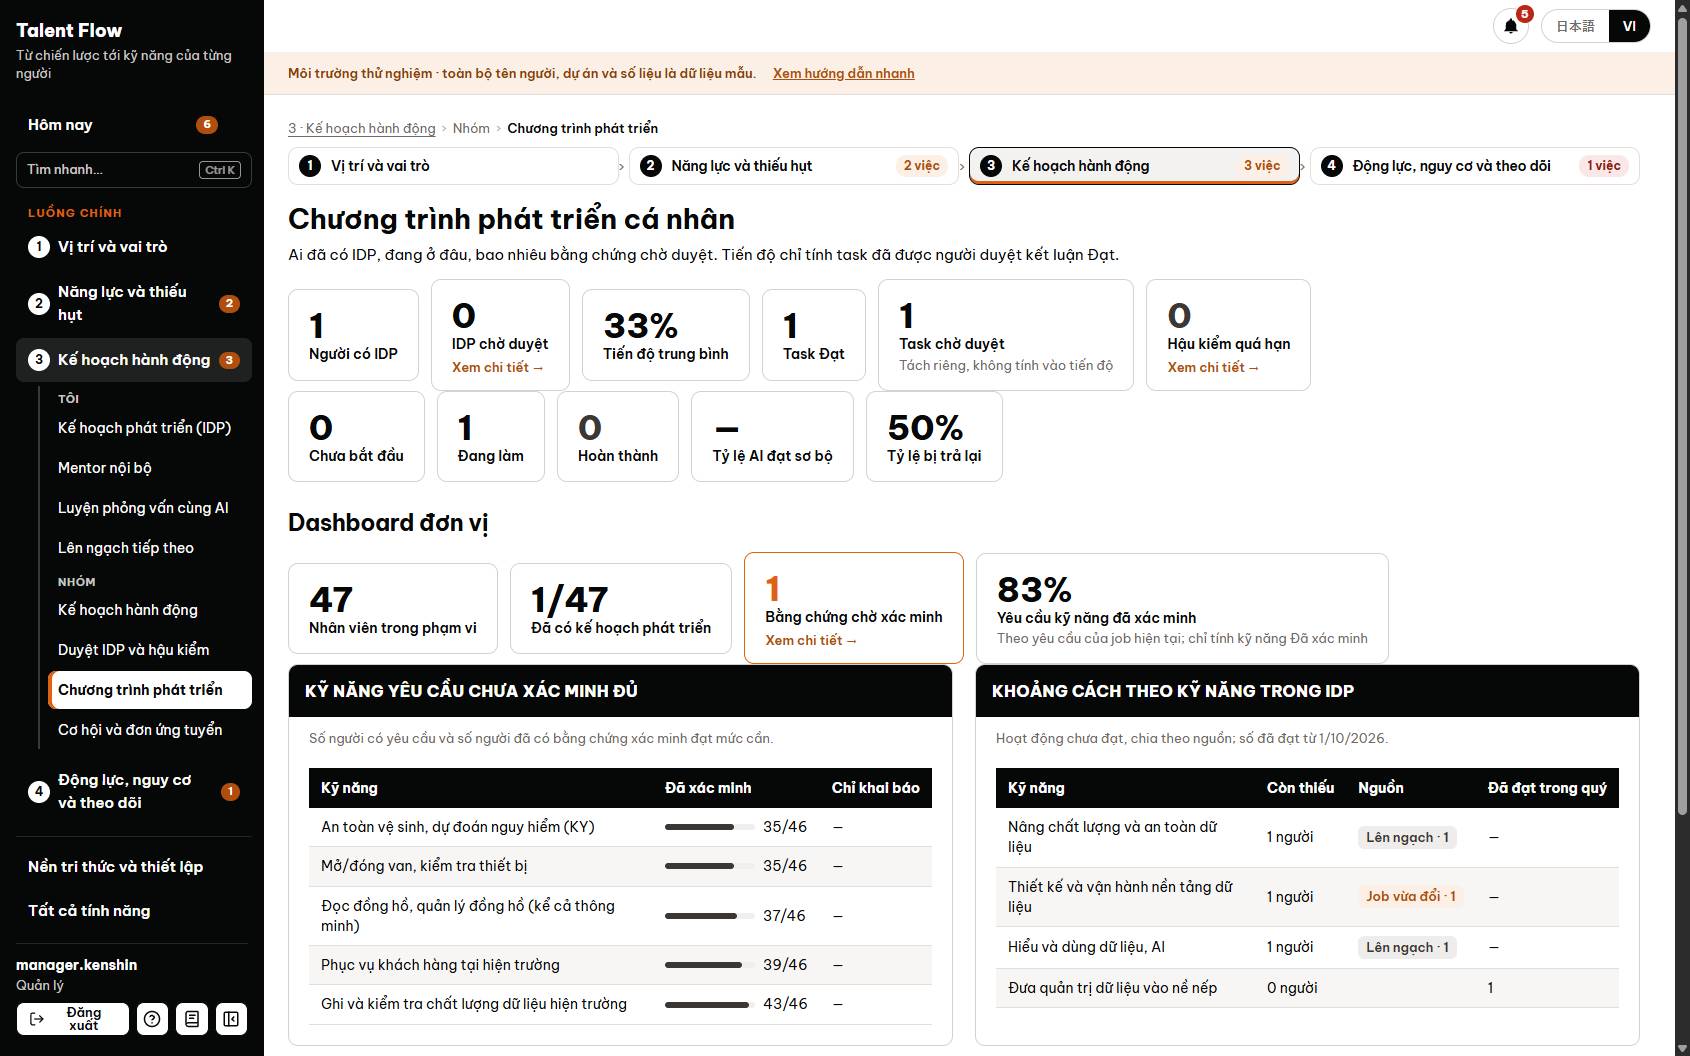 Talent Flow
Từ chiến lược tới kỹ năng của từng
người
Hôm nay
6
Tìm nhanh...
Ctrl K
LUỒNG CHÍNH
1
Vị trí và vai trò
2
Năng lực và thiếu
hụt
2
3
Kế hoạch hành động
3
TÔI
Kế hoạch phát triển (IDP)
Mentor nội bộ
Luyện phỏng vấn cùng AI
Lên ngạch tiếp theo
NHÓM
Kế hoạch hành động
Duyệt IDP và hậu kiểm
Chương trình phát triển
Cơ hội và đơn ứng tuyển
4
Động lực, nguy cơ
và theo dõi
1
Nền tri thức và thiết lập
Tất cả tính năng
manager.kenshin
Quản lý
Đăng
xuất
5
日本語
VI
Môi trường thử nghiệm · toàn bộ tên người, dự án và số liệu là dữ liệu mẫu. Xem hướng dẫn nhanh
3 · Kế hoạch hành động › Nhóm › Chương trình phát triển
1 Vị trí và vai trò ›
2 Năng lực và thiếu hụt 2 việc ›
3 Kế hoạch hành động 3 việc ›
4 Động lực, nguy cơ và theo dõi 1 việc
Chương trình phát triển cá nhân
Ai đã có IDP, đang ở đâu, bao nhiêu bằng chứng chờ duyệt. Tiến độ chỉ tính task đã được người duyệt kết luận Đạt.
1
Người có IDP
0
IDP chờ duyệt
Xem chi tiết →
33%
Tiến độ trung bình
1
Task Đạt
1
Task chờ duyệt
Tách riêng, không tính vào tiến độ
0
Hậu kiểm quá hạn
Xem chi tiết →
0
Chưa bắt đầu
1
Đang làm
0
Hoàn thành
—
Tỷ lệ AI đạt sơ bộ
50%
Tỷ lệ bị trả lại
Dashboard đơn vị
47
Nhân viên trong phạm vi
1/47
Đã có kế hoạch phát triển
1
Bằng chứng chờ xác minh
Xem chi tiết →
83%
Yêu cầu kỹ năng đã xác minh
Theo yêu cầu của job hiện tại; chỉ tính kỹ năng Đã xác minh
KỸ NĂNG YÊU CẦU CHƯA XÁC MINH ĐỦ
Số người có yêu cầu và số người đã có bằng chứng xác minh đạt mức cần.
Kỹ năng Đã xác minh Chỉ khai báo
An toàn vệ sinh, dự đoán nguy hiểm (KY) 35/46 —
Mở/đóng van, kiểm tra thiết bị 35/46 —
Đọc đồng hồ, quản lý đồng hồ (kể cả thông
minh) 37/46 —
Phục vụ khách hàng tại hiện trường 39/46 —
Ghi và kiểm tra chất lượng dữ liệu hiện trường 43/46 —
KHOẢNG CÁCH THEO KỸ NĂNG TRONG IDP
Hoạt động chưa đạt, chia theo nguồn; số đã đạt từ 1/10/2026.
Kỹ năng Còn thiếu Nguồn Đã đạt trong quý
Nâng chất lượng và an toàn dữ
liệu 1 người Lên ngạch · 1 —
Thiết kế và vận hành nền tảng dữ
liệu 1 người Job vừa đổi · 1 —
Hiểu và dùng dữ liệu, AI 1 người Lên ngạch · 1 —
Đưa quản trị dữ liệu vào nề nếp 0 người 1